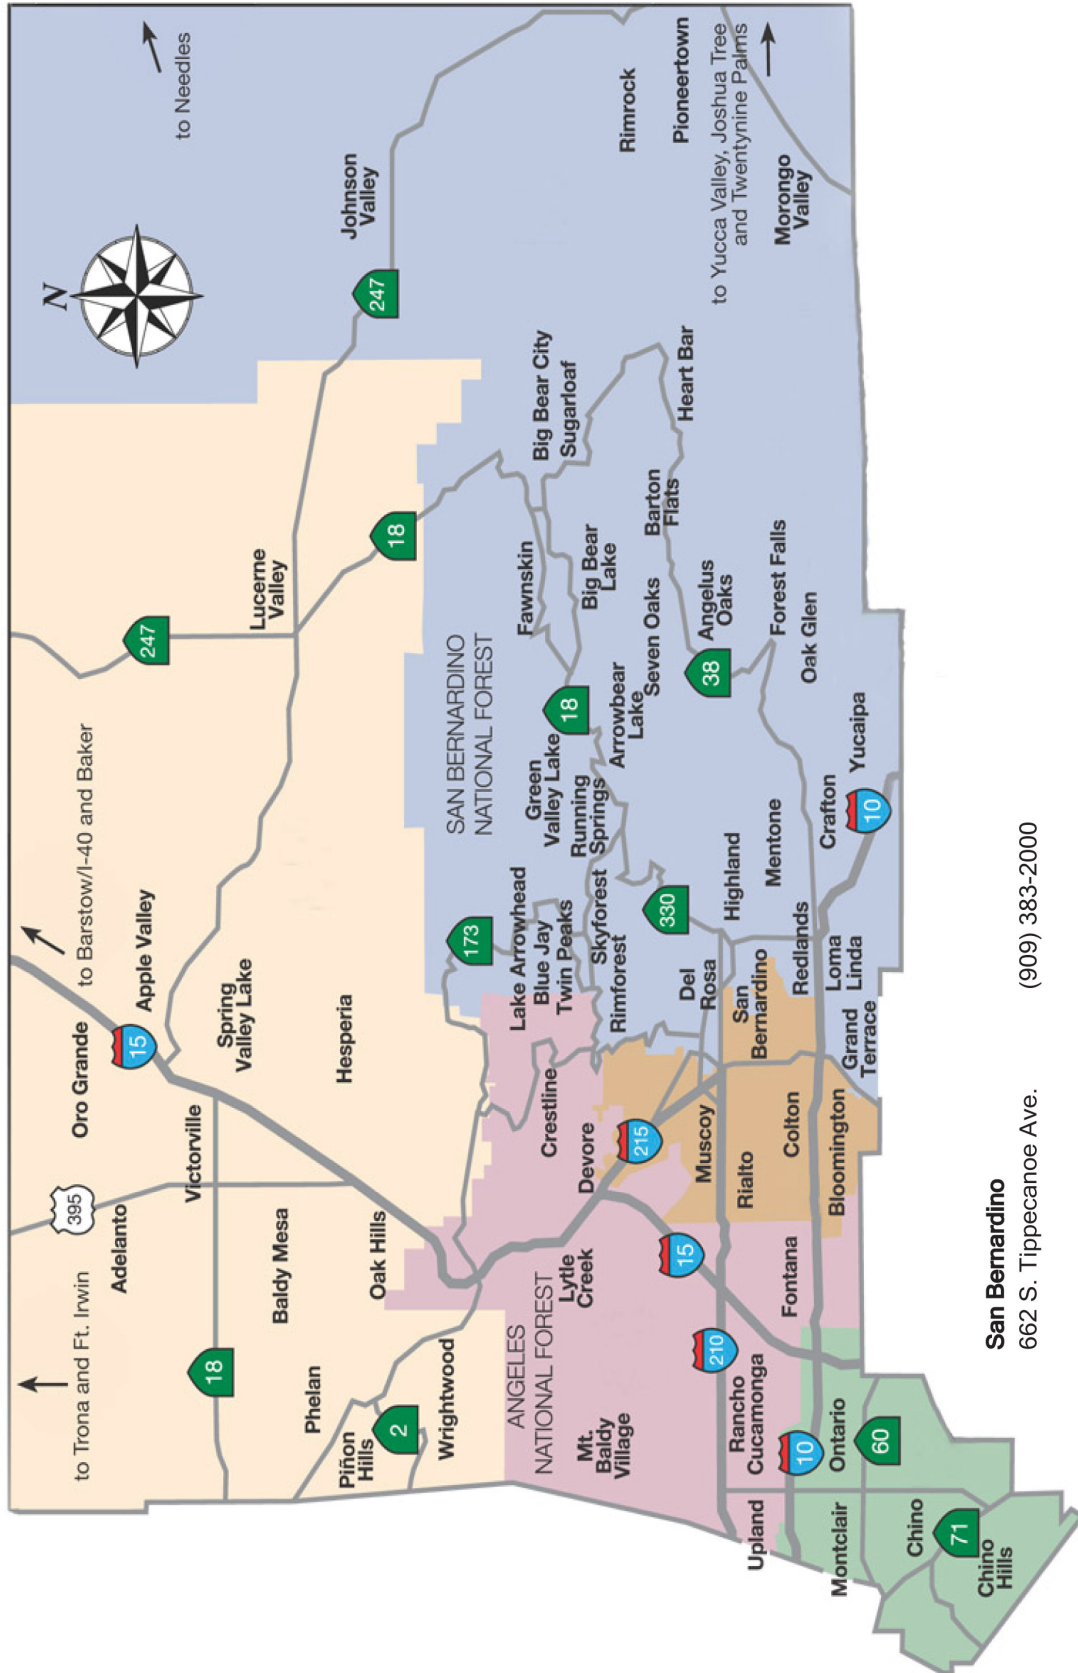 to Trona and Ft. Irwin
395
Adelanto
Oro Grande
to Barstow/I-40 and Baker
15
Apple Valley
247
N
to Needles
18
Victorville
Spring
Valley Lake
Lucerne
Valley
Baldy Mesa
Hesperia
Phelan
Oak Hills
18
247
Johnson
Valley
Piñon
Hills
2
Wrightwood
173
SAN BERNARDINO
NATIONAL FOREST
ANGELES
NATIONAL FOREST
Lytle
Creek
Devore
Crestline
Lake Arrowhead
Blue Jay
Twin Peaks
Skyforest
Rimforest
Green
Valley Lake
Running
Springs
18
Arrowbear
Lake
Fawnskin
Big Bear
Lake
Big Bear City
Sugarloaf
Rimrock
Pioneertown
Mt.
Baldy
Village
215
15
330
Seven Oaks
Barton
Flats
Heart Bar
38
Angelus
Oaks
to Yucca Valley, Joshua Tree
and Twentynine Palms
Morongo
Valley
210
Rancho
Cucamonga
Muscoy
Rialto
Del
Rosa
San
Bernardino
Highland
Mentone
Forest Falls
Oak Glen
Upland
10
Fontana
Colton
Redlands
Crafton
Yucaipa
Montclair
Ontario
Bloomington
Grand
Terrace
Loma
Linda
10
60
Chino
71
Chino
Hills
San Bernardino
662 S. Tippecanoe Ave. (909) 383-2000